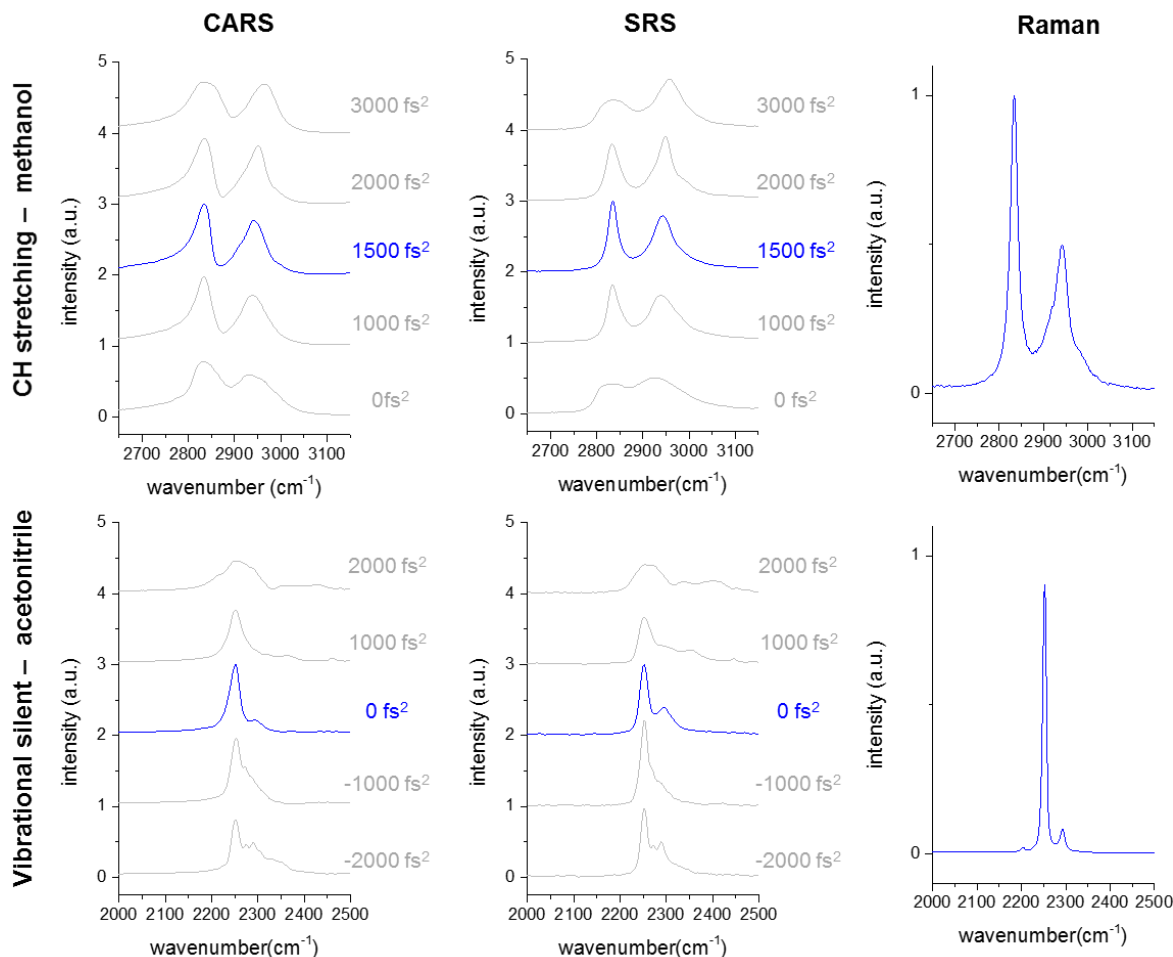 CARS
SRS
Raman
CH stretching – methanol
intensity (a.u.)
5
4
3
2
1
0
3000 fs²
2000 fs²
1500 fs²
1000 fs²
0fs²
2700 2800 2900 3000 3100
wavenumber (cm⁻¹)
intensity (a.u.)
5
4
3
2
1
0
3000 fs²
2000 fs²
1500 fs²
1000 fs²
0 fs²
2700 2800 2900 3000 3100
wavenumber(cm⁻¹)
intensity (a.u.)
1
0
2700 2800 2900 3000 3100
wavenumber(cm⁻¹)
Vibrational silent – acetonitrile
intensity (a.u.)
5
4
3
2
1
0
2000 fs²
1000 fs²
0 fs²
-1000 fs²
-2000 fs²
2000 2100 2200 2300 2400 2500
wavenumber(cm⁻¹)
intensity (a.u.)
5
4
3
2
1
0
2000 fs²
1000 fs²
0 fs²
-1000 fs²
-2000 fs²
2000 2100 2200 2300 2400 2500
wavenumber(cm⁻¹)
intensity (a.u.)
1
0
2000 2100 2200 2300 2400 2500
wavenumber(cm⁻¹)